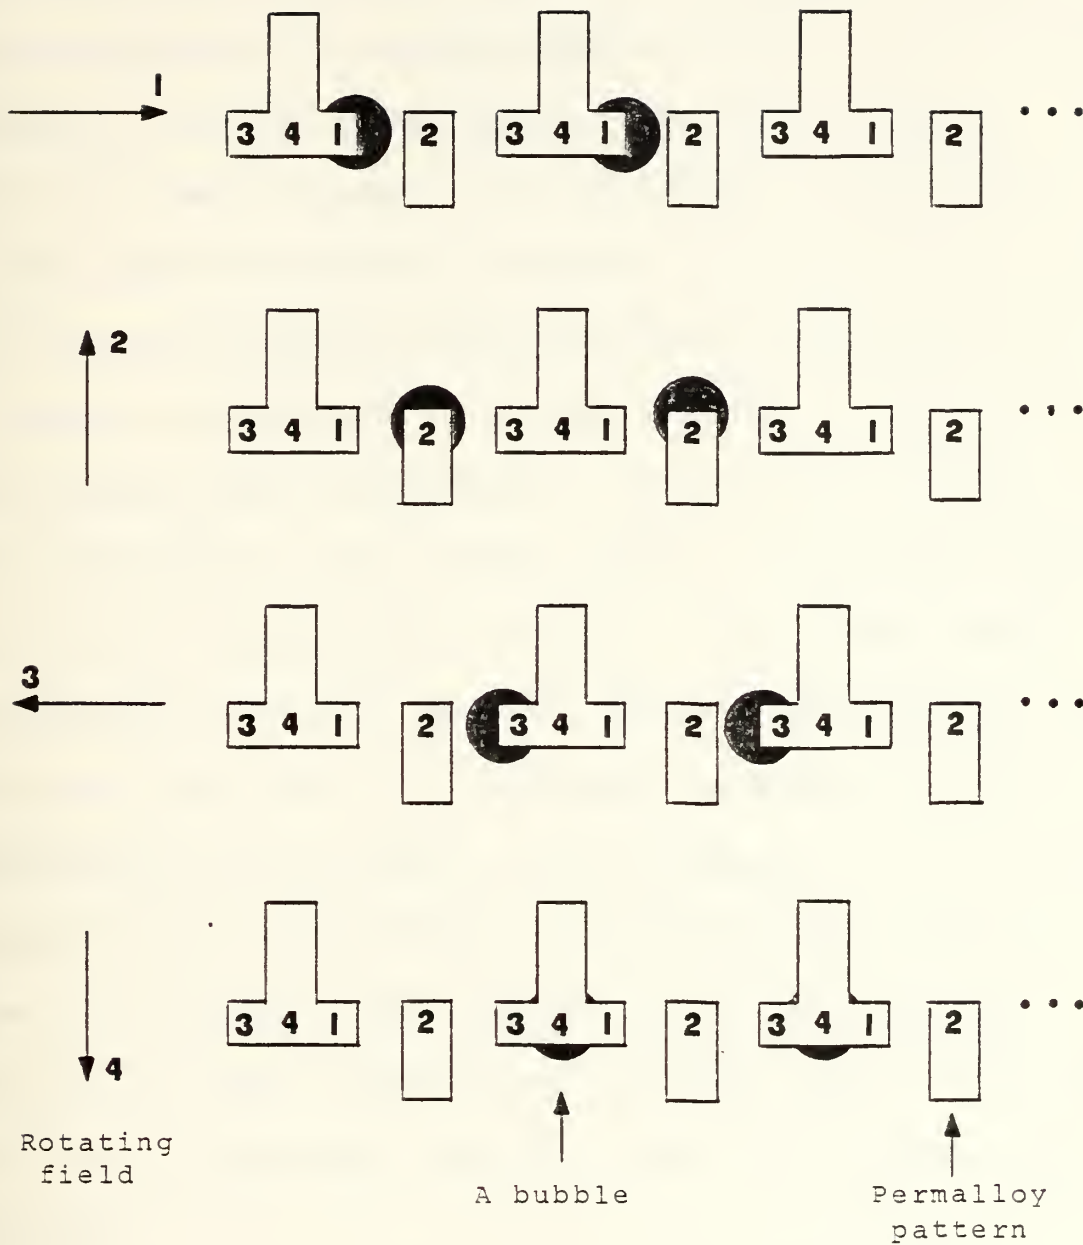 1
3 4 1 2 3 4 1 2 3 4 1 2 ...
2
3 4 1 2 3 4 1 2 3 4 1 2 ...
3
3 4 1 2 3 4 1 2 3 4 1 2 ...
3 4 1 2 3 4 1 2 3 4 1 2 ...
4
Rotating
field
A bubble
Permalloy
pattern